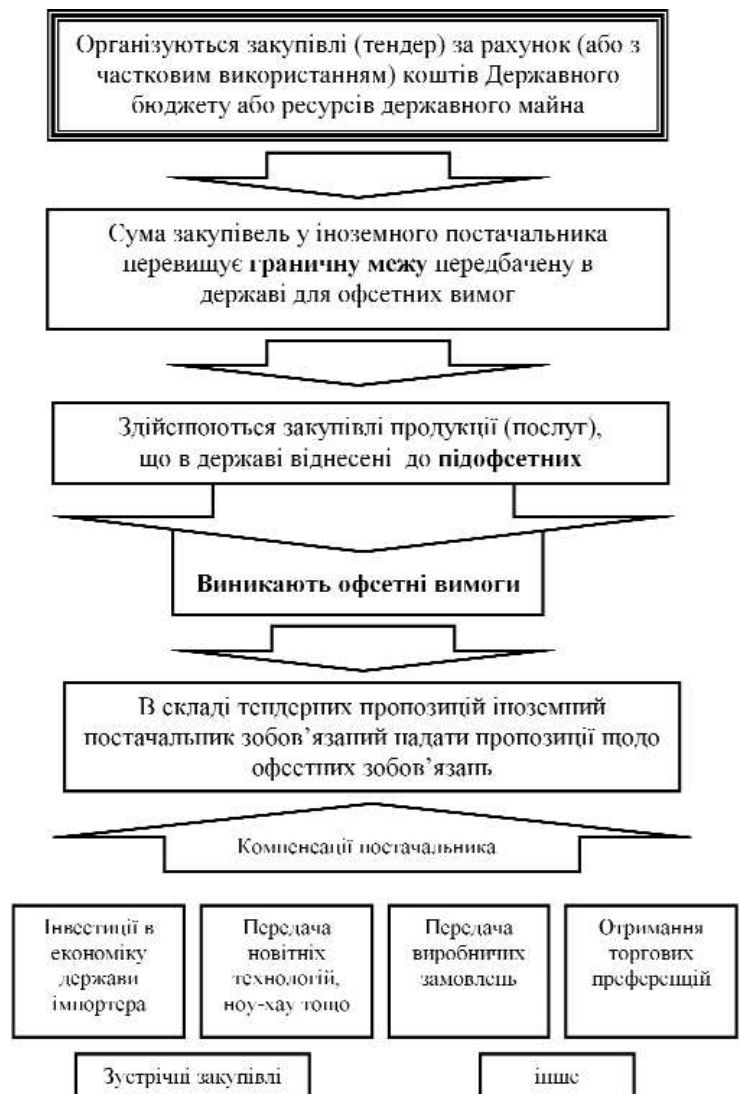 Організуються закупівлі (тендер) за рахунок (або з
частковим використанням) коштів Державного
бюджету або ресурсів державного майна
Сума закупівель у іноземного постачальника
перевищує граничну межу передбачену в
державі для офсетних вимог
Здійснюються закупівлі продукції (послуг),
що в державі віднесені до підофсетних
Виникають офсетні вимоги
В складі тендерних пропозицій іноземний
постачальник зобов’язаний надати пропозиції щодо
офсетних зобов’язань
Компенсації постачальника
Інвестиції в
економіку
держави
імпортера
Передача
новітніх
технологій,
ноу-хау тощо
Передача
виробничих
замовлень
Отримання
торгових
преференцій
Зустрічні закупівлі
інше